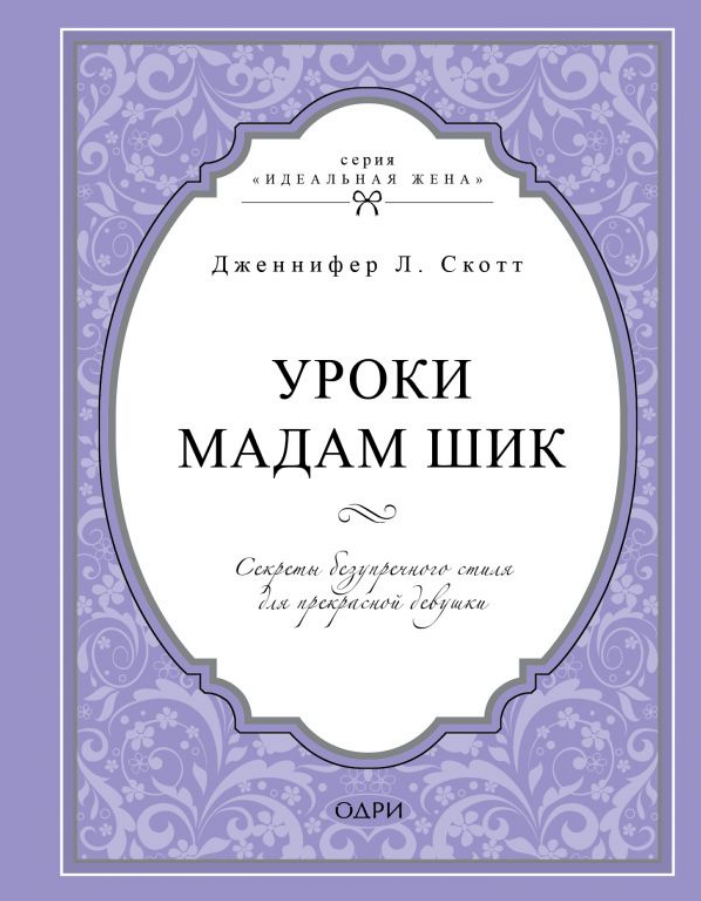 серия
«ИДЕАЛЬНАЯ ЖЕНА»
Дженнифер Л. Скотт
УРОКИ
МАДАМ ШИК
Секреты безупречного стиля
для прекрасной девушки
ОДРИ